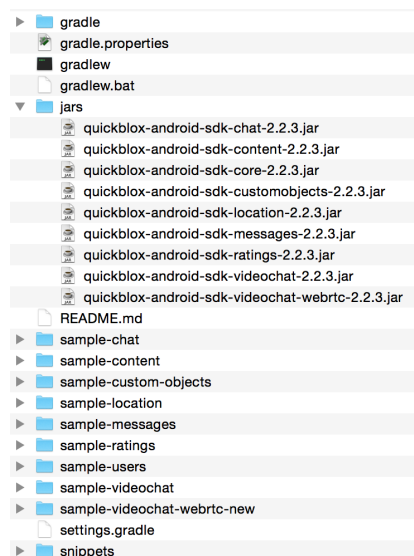 gradle
gradle.properties
gradlew
gradlew.bat
jars
quickblox-android-sdk-chat-2.2.3.jar
quickblox-android-sdk-content-2.2.3.jar
quickblox-android-sdk-core-2.2.3.jar
quickblox-android-sdk-customobjects-2.2.3.jar
quickblox-android-sdk-location-2.2.3.jar
quickblox-android-sdk-messages-2.2.3.jar
quickblox-android-sdk-ratings-2.2.3.jar
quickblox-android-sdk-videochat-2.2.3.jar
quickblox-android-sdk-videochat-webrtc-2.2.3.jar
README.md
sample-chat
sample-content
sample-custom-objects
sample-location
sample-messages
sample-ratings
sample-users
sample-videochat
sample-videochat-webrtc-new
settings.gradle
snippets